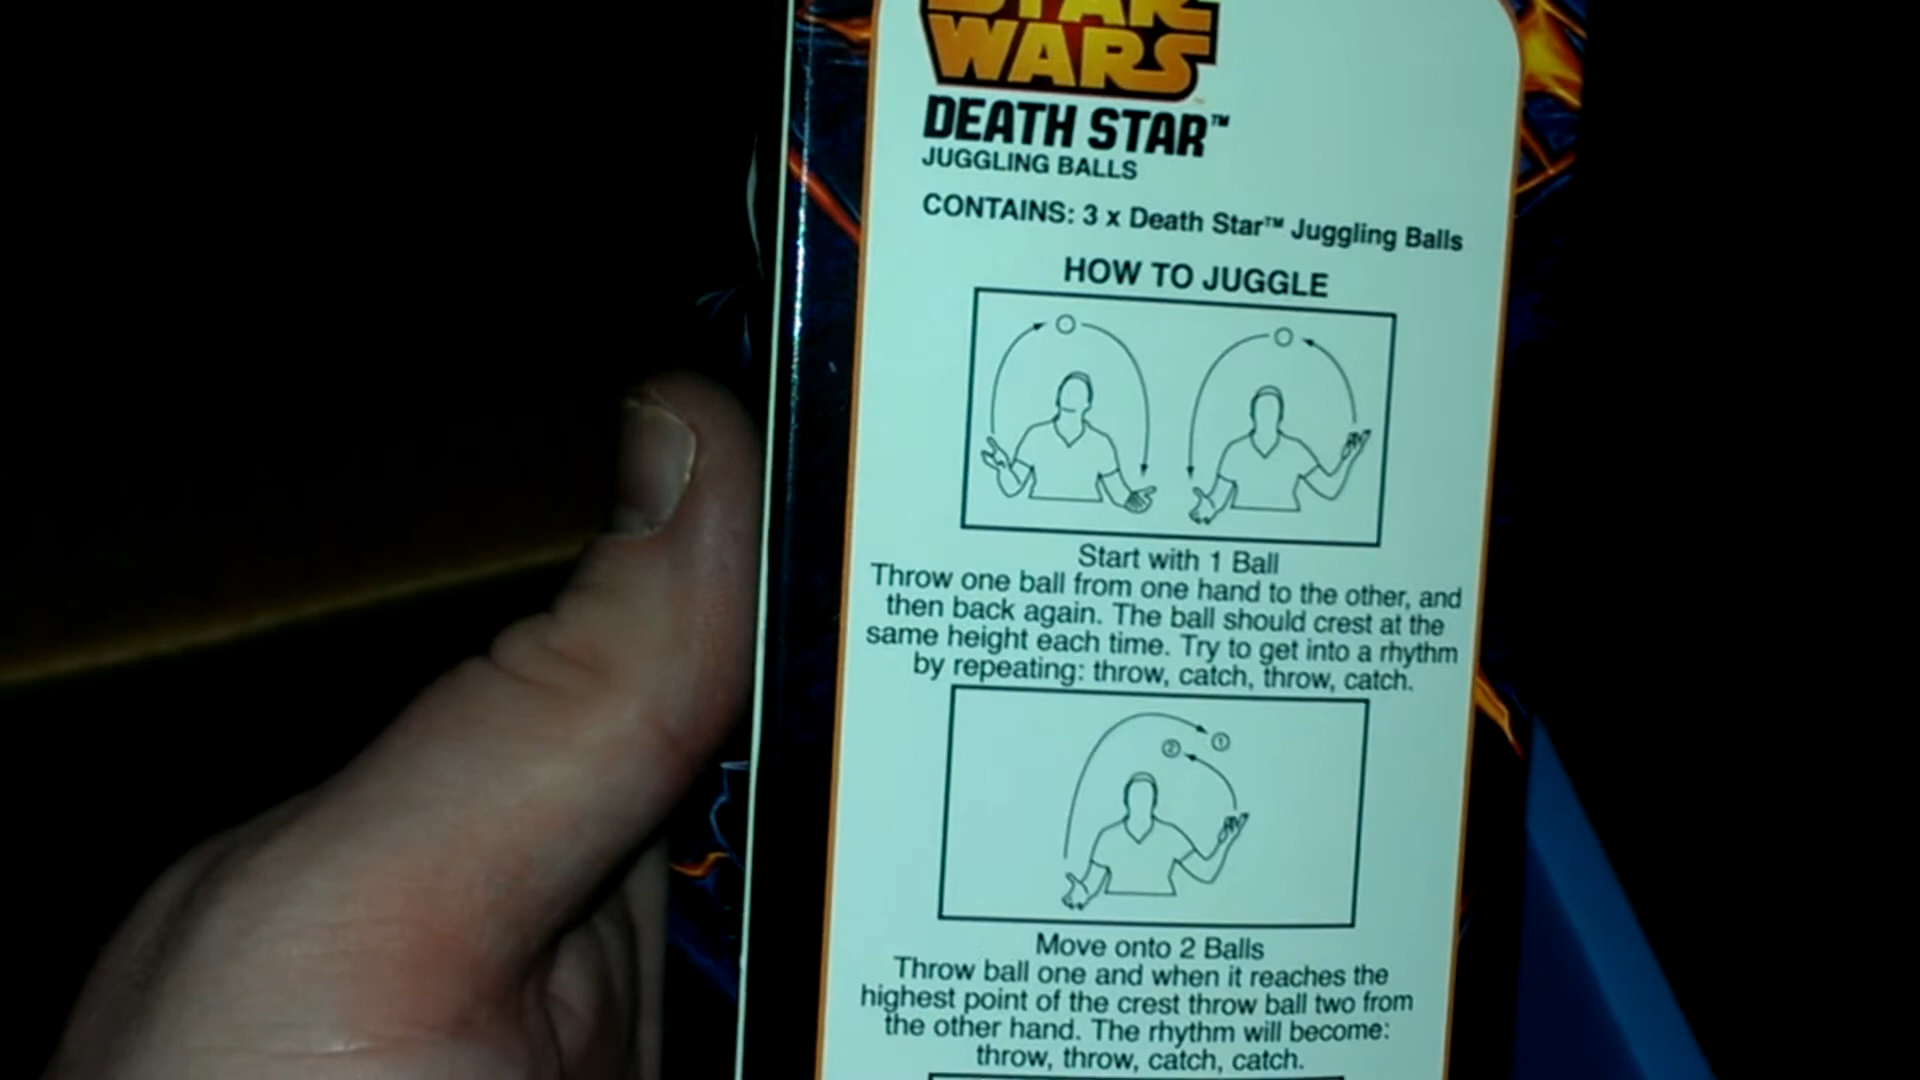 STAR
WARS
DEATH STAR™
JUGGLING BALLS
CONTAINS: 3 x Death Star™ Juggling Balls
HOW TO JUGGLE
Start with 1 Ball
Throw one ball from one hand to the other, and
then back again. The ball should crest at the
same height each time. Try to get into a rhythm
by repeating: throw, catch, throw, catch.
2 1
Move onto 2 Balls
Throw ball one and when it reaches the
highest point of the crest throw ball two from
the other hand. The rhythm will become:
throw, throw, catch, catch.